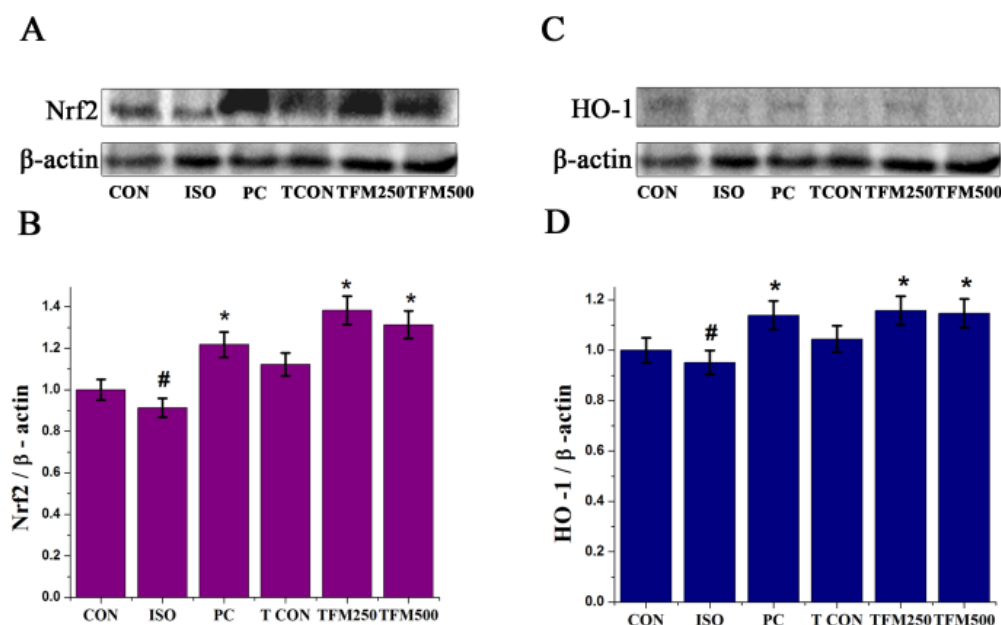 A
Nrf2
β-actin
CON ISO PC TCON TFM250 TFM500
B
Nrf2 / β - actin
1.4
1.2
1.0
0.8
0.6
0.4
0.2
0.0
* * *
#
CON ISO PC T CON TFM250 TFM500
C
HO-1
β-actin
CON ISO PC TCON TFM250 TFM500
D
HO -1 / β -actin
1.2
1.0
0.8
0.6
0.4
0.2
0.0
* * *
#
CON ISO PC T CON TFM250 TFM500